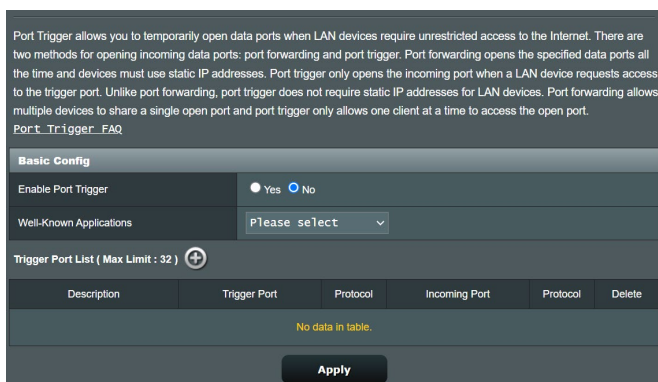 Port Trigger allows you to temporarily open data ports when LAN devices require unrestricted access to the Internet. There are
two methods for opening incoming data ports: port forwarding and port trigger. Port forwarding opens the specified data ports all
the time and devices must use static IP addresses. Port trigger only opens the incoming port when a LAN device requests access
to the trigger port. Unlike port forwarding, port trigger does not require static IP addresses for LAN devices. Port forwarding allows
multiple devices to share a single open port and port trigger only allows one client at a time to access the open port.
Port Trigger FAQ
Basic Config
Enable Port Trigger Yes No
Well-Known Applications Please select
Trigger Port List ( Max Limit : 32 )
Description Trigger Port Protocol Incoming Port Protocol Delete
No data in table.
Apply